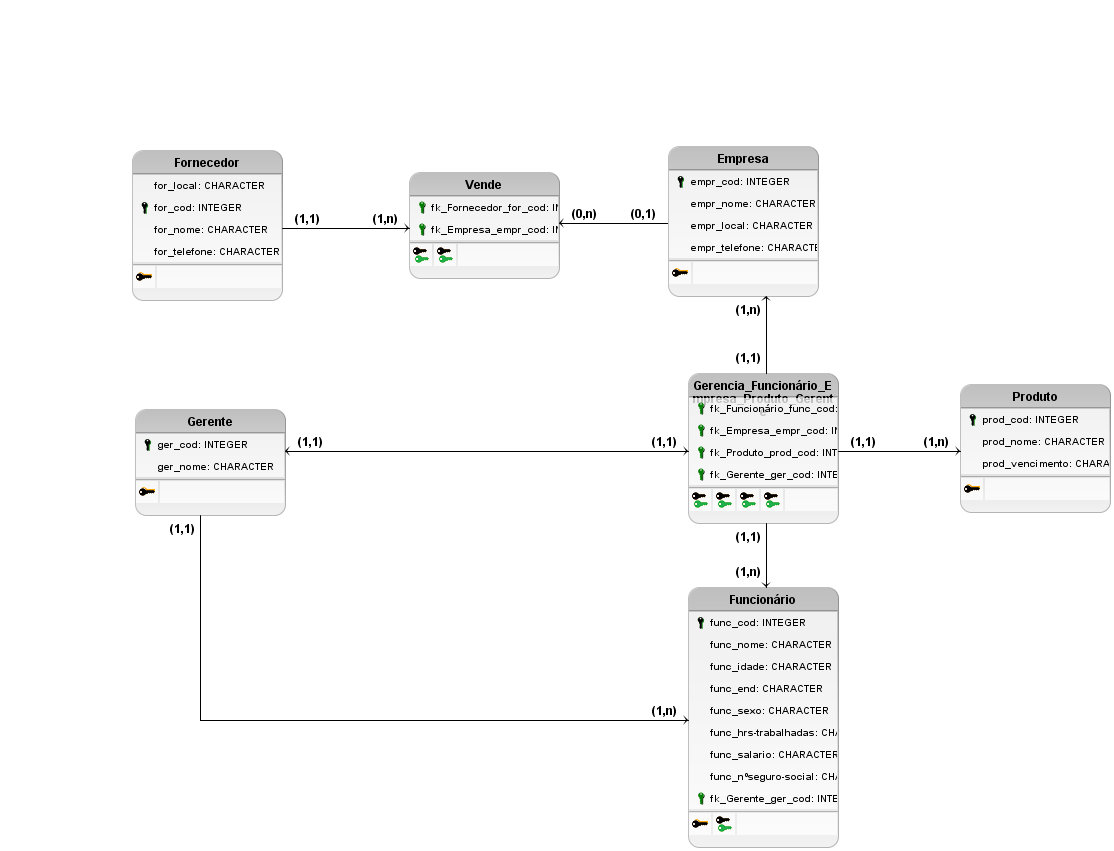 Fornecedor
for_local: CHARACTER
for_cod: INTEGER
for_nome: CHARACTER
for_telefone: CHARACTER
(1,1)
(1,n)
Vende
fk_Fornecedor_for_cod: IN
fk_Empresa_empr_cod: IN
(0,n)
(0,1)
Empresa
empr_cod: INTEGER
empr_nome: CHARACTER
empr_local: CHARACTER
empr_telefone: CHARACTE
(1,n)
(1,1)
Gerente
ger_cod: INTEGER
ger_nome: CHARACTER
(1,1)
(1,1)
Gerencia_Funcionário_E
mpresa_Produto_Gerent
e
fk_Funcionário_func_cod:
fk_Empresa_empr_cod: IN
fk_Produto_prod_cod: INT
fk_Gerente_ger_cod: INTE
(1,1)
(1,n)
Produto
prod_cod: INTEGER
prod_nome: CHARACTER
prod_vencimento: CHARA
(1,1)
(1,1)
(1,n)
(1,n)
Funcionário
func_cod: INTEGER
func_nome: CHARACTER
func_idade: CHARACTER
func_end: CHARACTER
func_sexo: CHARACTER
func_hrs-trabalhadas: CHA
func_salario: CHARACTER
func_nºseguro-social: CHA
fk_Gerente_ger_cod: INTE